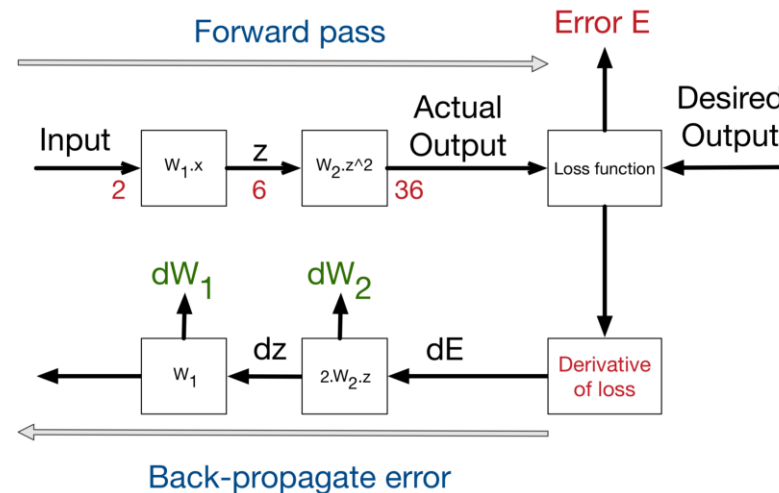 Forward pass
Error E
Input
2
W₁.x
z
6
W₂.z^2
Actual
Output
36
Loss function
Desired
Output
dW₁
dW₂
W₁
dz
2.W₂.z
dE
Derivative
of loss
Back-propagate error